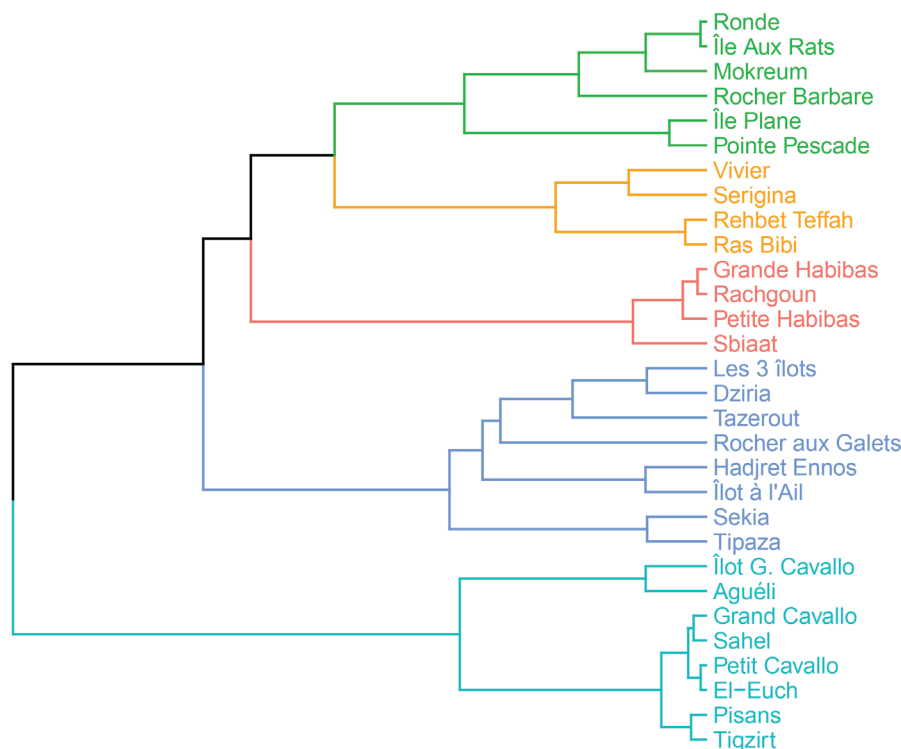 Ronde
Île Aux Rats
Mokreum
Rocher Barbare
Île Plane
Pointe Pescade
Vivier
Serigina
Rehbet Teffah
Ras Bibi
Grande Habibas
Rachgoun
Petite Habibas
Sbiaat
Les 3 îlots
Dziria
Tazerout
Rocher aux Galets
Hadjret Ennos
Îlot à l'Ail
Sekia
Tipaza
Îlot G. Cavallo
Aguéli
Grand Cavallo
Sahel
Petit Cavallo
El−Euch
Pisans
Tigzirt